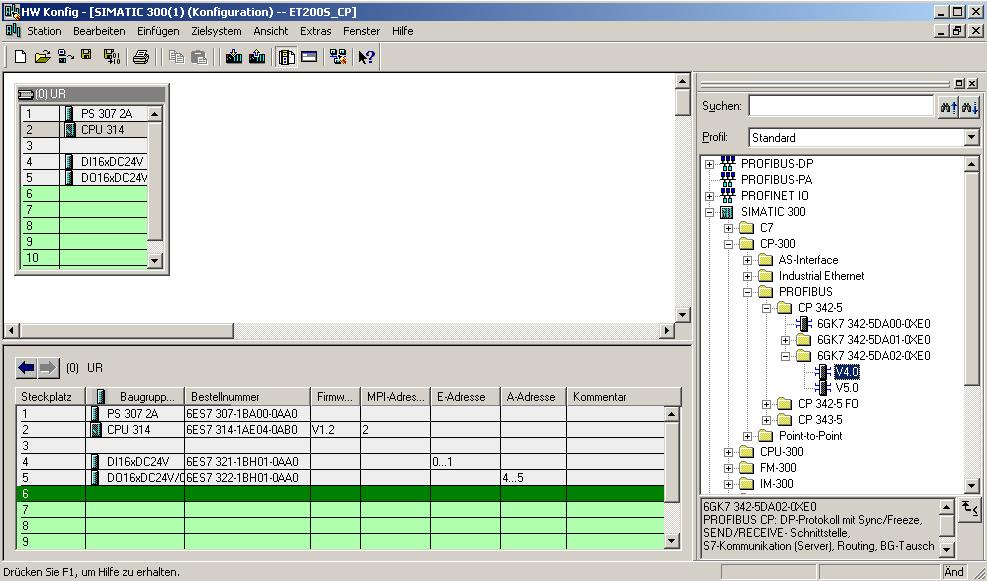 HW Konfig - [SIMATIC 300(1) (Konfiguration) -- ET200S_CP]
Station Bearbeiten Einfügen Zielsystem Ansicht Extras Fenster Hilfe
(0) UR
1 PS 307 2A
2 CPU 314
3
4 DI16xDC24V
5 DO16xDC24V
6
7
8
9
10
Suchen:
Profil: Standard
PROFIBUS-DP
PROFIBUS-PA
PROFINET IO
SIMATIC 300
C7
CP-300
AS-Interface
Industrial Ethernet
PROFIBUS
CP 342-5
6GK7 342-5DA00-0XE0
6GK7 342-5DA01-0XE0
6GK7 342-5DA02-0XE0
V4.0
V5.0
CP 342-5 FO
CP 343-5
Point-to-Point
CPU-300
FM-300
IM-300
(0) UR
Steckplatz Baugrupp... Bestellnummer Firmw... MPI-Adres... E-Adresse A-Adresse Kommentar
1 PS 307 2A 6ES7 307-1BA00-0AA0
2 CPU 314 6ES7 314-1AE04-0AB0 V1.2 2
3
4 DI16xDC24V 6ES7 321-1BH01-0AA0 0...1
5 DO16xDC24V/0 6ES7 322-1BH01-0AA0 4...5
6
7
8
9
6GK7 342-5DA02-0XE0
PROFIBUS CP: DP-Protokoll mit Sync/Freeze,
SEND/RECEIVE- Schnittstelle,
S7-Kommunikation (Server), Routing, BG-Tausch
Drücken Sie F1, um Hilfe zu erhalten.
Änd